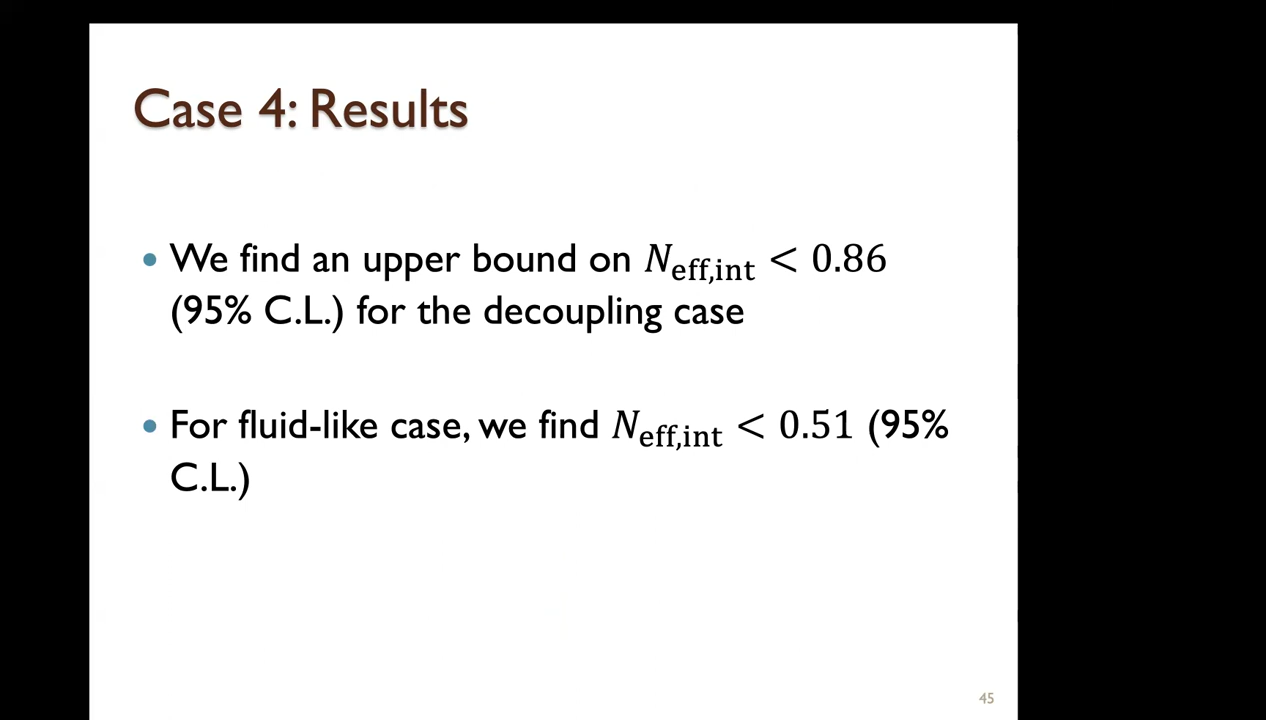 Case 4: Results
• We find an upper bound on N_eff,int < 0.86
(95% C.L.) for the decoupling case
• For fluid-like case, we find N_eff,int < 0.51 (95%
C.L.)
45